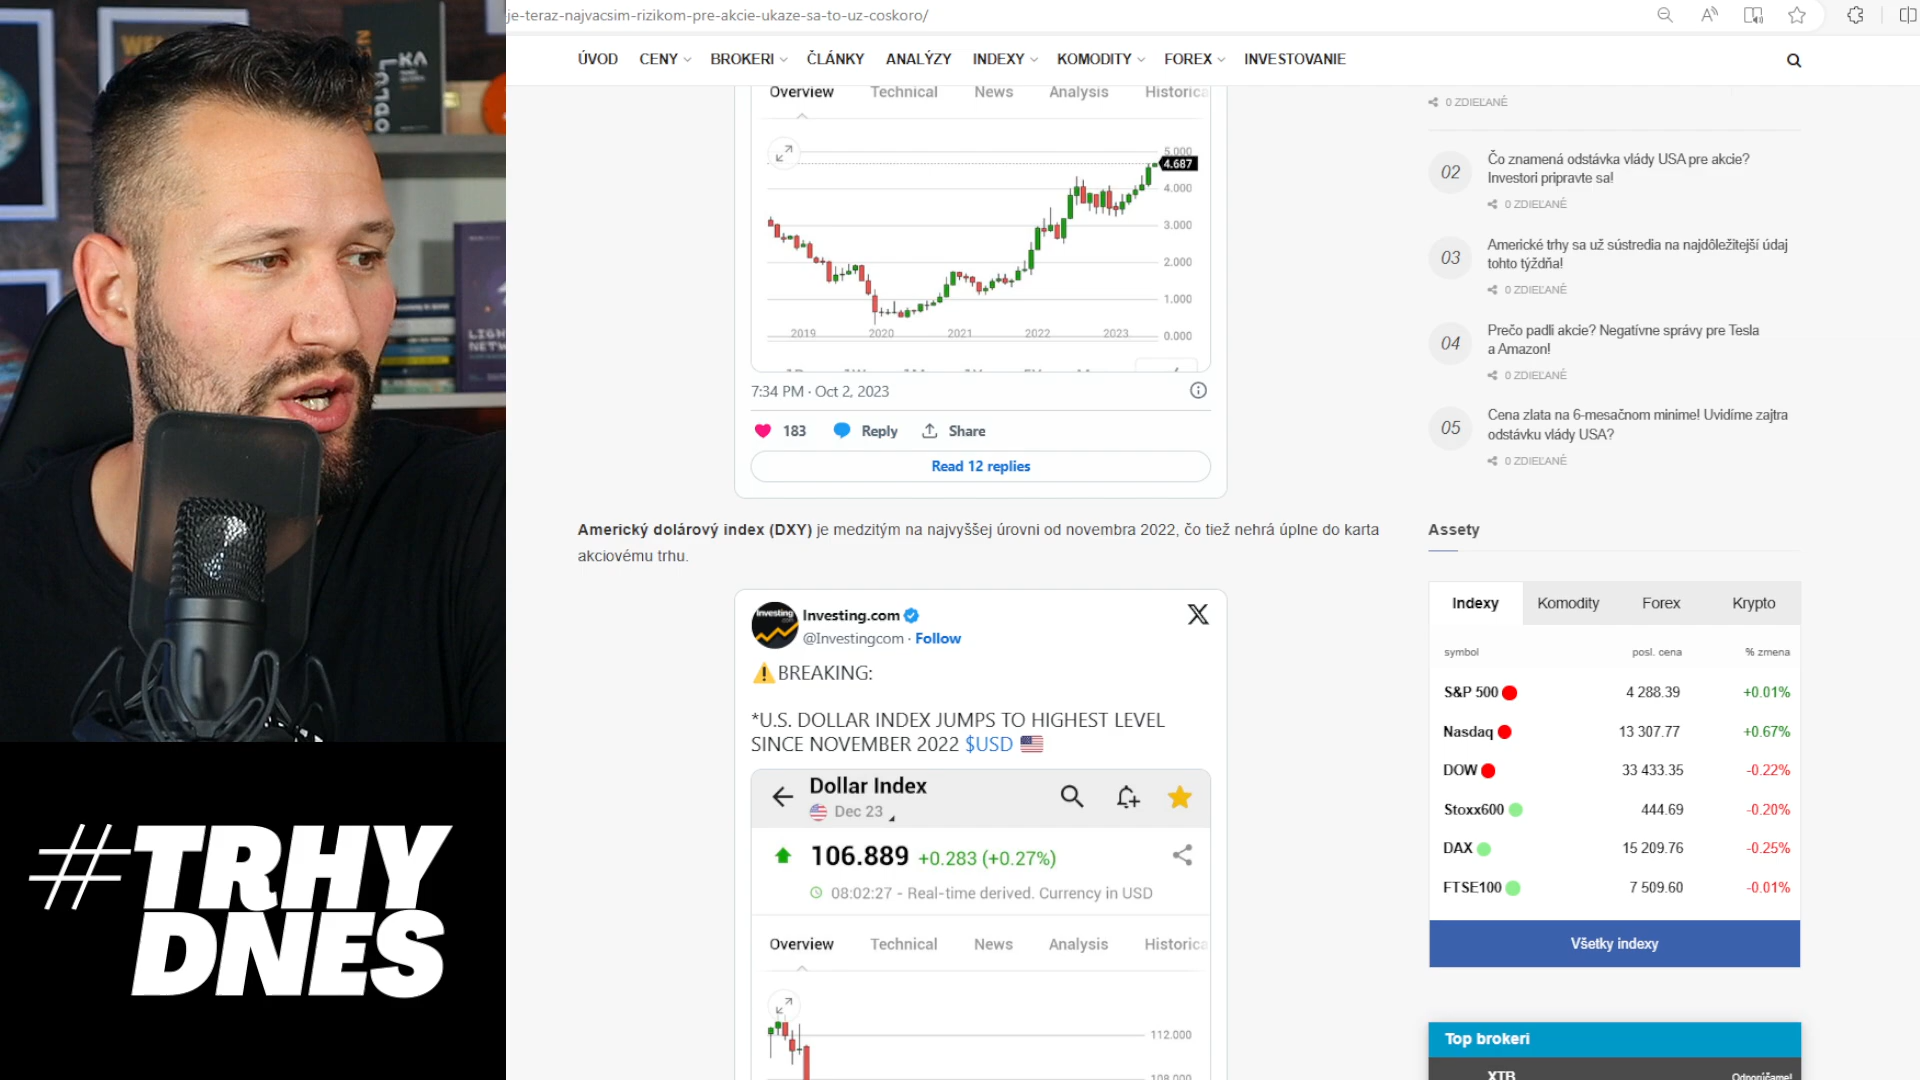 je-teraz-najvacsim-rizikom-pre-akcie-ukaze-sa-to-uz-coskoro/
ÚVOD CENY BROKERI ČLÁNKY ANALÝZY INDEXY KOMODITY FOREX INVESTOVANIE
Overview Technical News Analysis Historica
5.000
4.687
4.000
3.000
2.000
1.000
0.000
2019 2020 2021 2022 2023
7:34 PM · Oct 2, 2023
183 Reply Share
Read 12 replies
Americký dolárový index (DXY) je medzitým na najvyššej úrovni od novembra 2022, čo tiež nehrá úplne do karta
akciovému trhu.
Investing.com
@Investingcom · Follow
BREAKING:
*U.S. DOLLAR INDEX JUMPS TO HIGHEST LEVEL
SINCE NOVEMBER 2022 $USD
Dollar Index
Dec 23
106.889 +0.283 (+0.27%)
08:02:27 - Real-time derived. Currency in USD
Overview Technical News Analysis Historica
112.000
108.000
0 ZDIEĽANÉ
02
Čo znamená odstávka vlády USA pre akcie?
Investori pripravte sa!
0 ZDIEĽANÉ
03
Americké trhy sa už sústredia na najdôležitejší údaj
tohto týždňa!
0 ZDIEĽANÉ
04
Prečo padli akcie? Negatívne správy pre Tesla
a Amazon!
0 ZDIEĽANÉ
05
Cena zlata na 6-mesačnom minime! Uvidíme zajtra
odstávku vlády USA?
0 ZDIEĽANÉ
Assety
Indexy Komodity Forex Krypto
symbol posl. cena % zmena
S&P 500 4 288.39 +0.01%
Nasdaq 13 307.77 +0.67%
DOW 33 433.35 -0.22%
Stoxx600 444.69 -0.20%
DAX 15 209.76 -0.25%
FTSE100 7 509.60 -0.01%
Všetky indexy
Top brokeri
XTB Odporúčame!
#TRHY
DNES